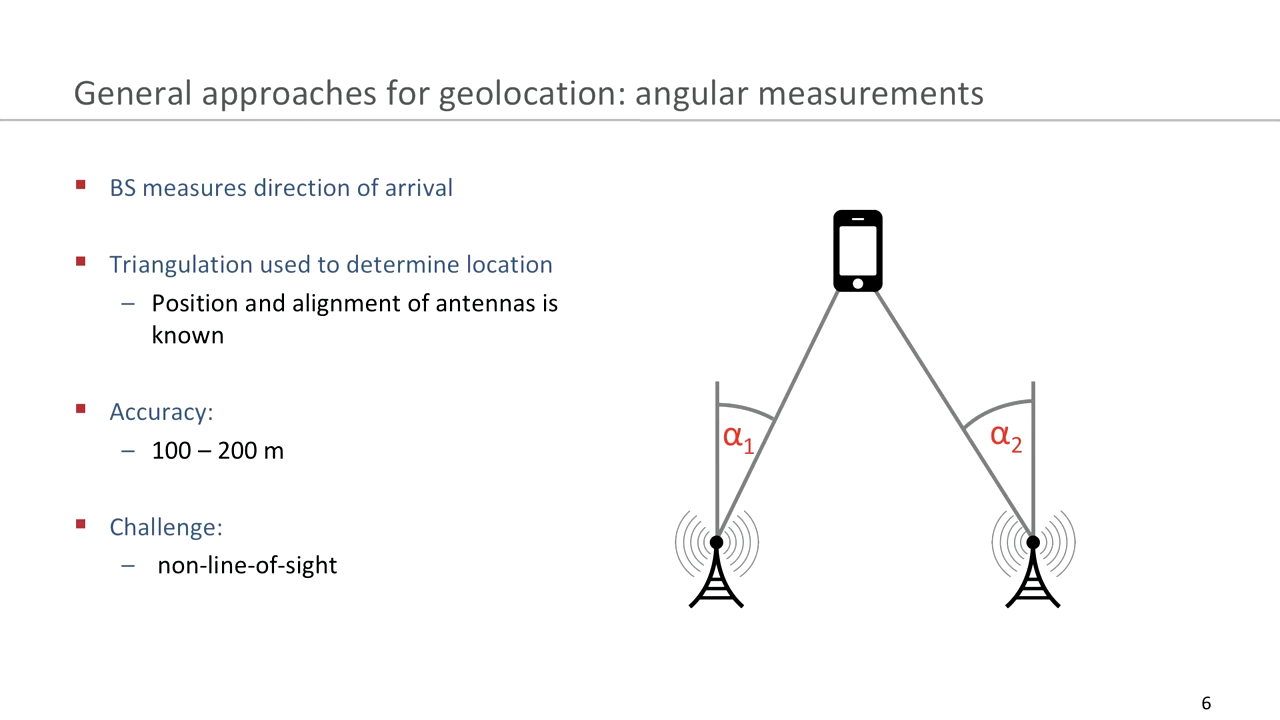 General approaches for geolocation: angular measurements
▪ BS measures direction of arrival
▪ Triangulation used to determine location
– Position and alignment of antennas is
known
▪ Accuracy:
– 100 – 200 m
▪ Challenge:
– non-line-of-sight
α₁
α₂
6